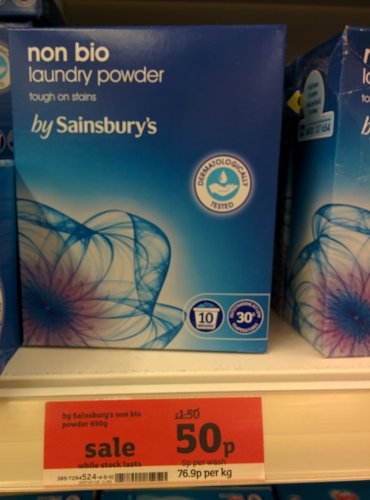 non bio
laundry powder
tough on stains
by Sainsbury's
DERMATOLOGICALLY
TESTED
10
WASHES
30°
by Sainsbury's non bio
powder 650g
£1.50
sale
50p
while stock lasts
5p per wash
76.9p per kg